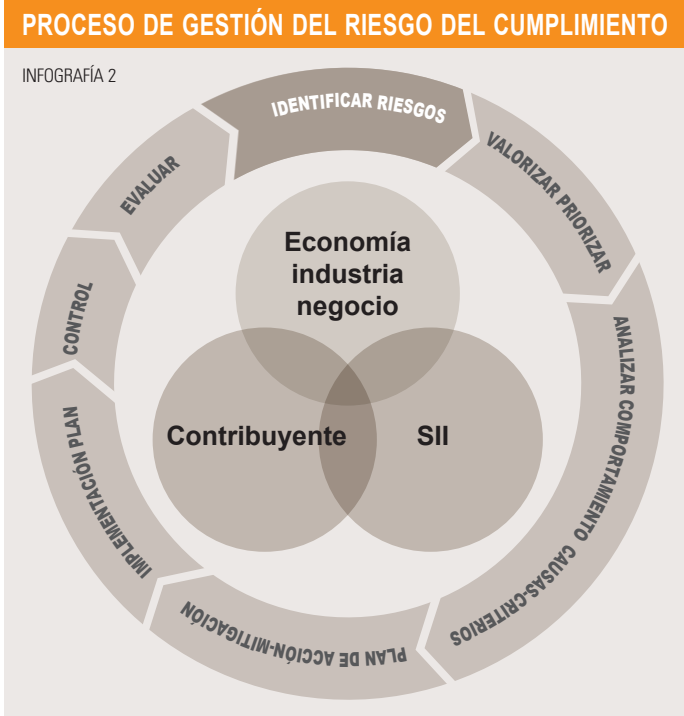 PROCESO DE GESTIÓN DEL RIESGO DEL CUMPLIMIENTO
INFOGRAFÍA 2
IDENTIFICAR RIESGOS
VALORIZAR PRIORIZAR
ANALIZAR COMPORTAMIENTO CAUSAS-CRITERIOS
PLAN DE ACCIÓN-MITIGACIÓN
IMPLEMENTACIÓN PLAN
CONTROL
EVALUAR
Economía
industria
negocio
Contribuyente
SII